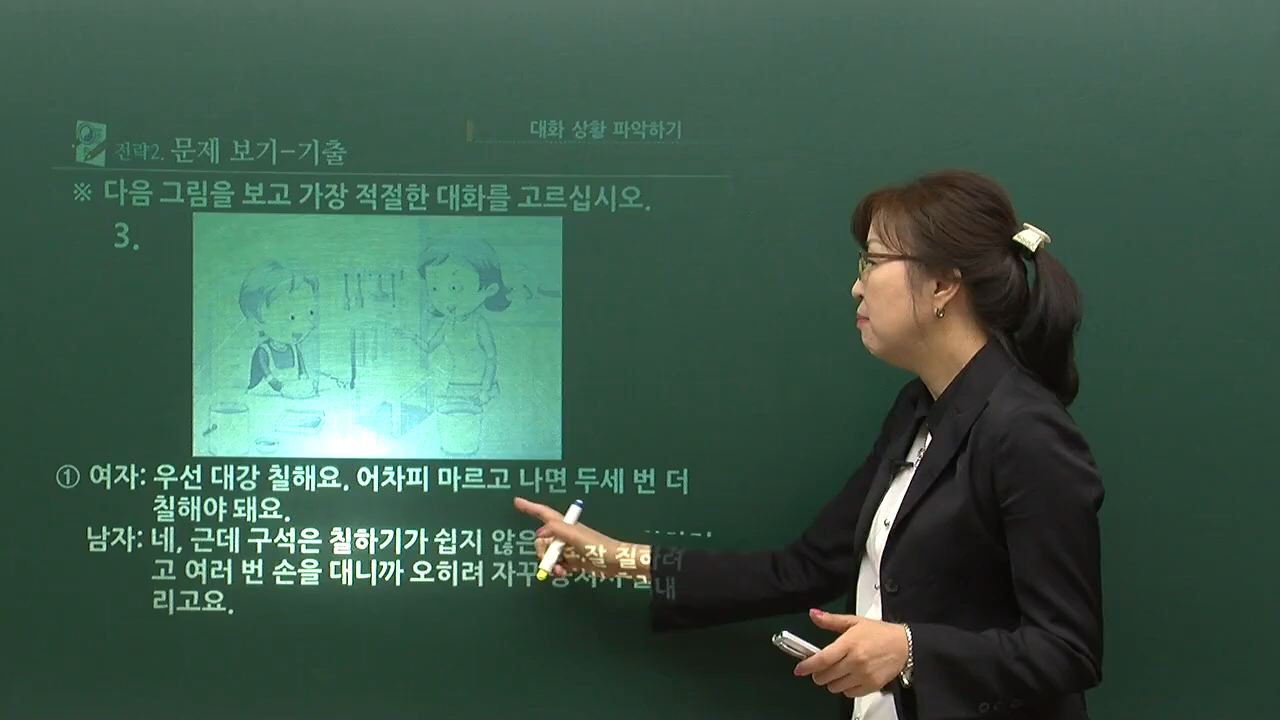 대화 상황 파악하기
전략2. 문제 보기-기출
※ 다음 그림을 보고 가장 적절한 대화를 고르십시오.
3.
① 여자: 우선 대강 칠해요. 어차피 마르고 나면 두세 번 더
칠해야 돼요.
남자: 네, 근데 구석은 칠하기가 쉽지 않은
고 여러 번 손을 대니까 오히려 자꾸
리고요.